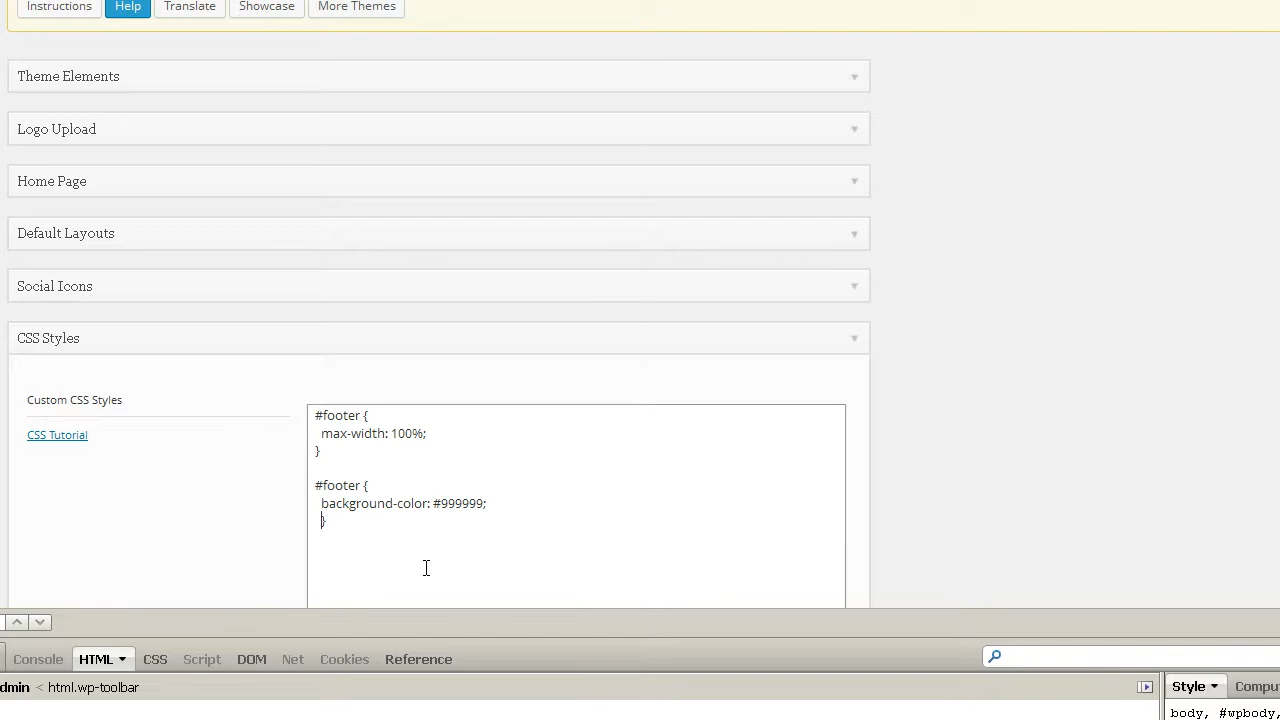 Instructions Help Translate Showcase More Themes
Theme Elements
Logo Upload
Home Page
Default Layouts
Social Icons
CSS Styles
Custom CSS Styles
CSS Tutorial
#footer {
max-width: 100%;
}
#footer {
background-color: #999999;
}
Console HTML CSS Script DOM Net Cookies Reference
dmin < html.wp-toolbar
Style Compu
body, #wpbody,